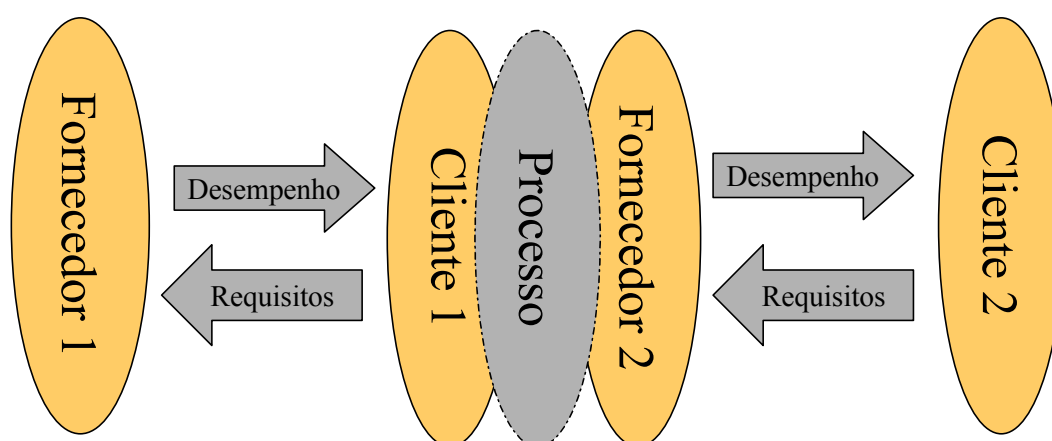 Fornecedor 1
Desempenho
Requisitos
Cliente 1
Processo
Fornecedor 2
Desempenho
Requisitos
Cliente 2